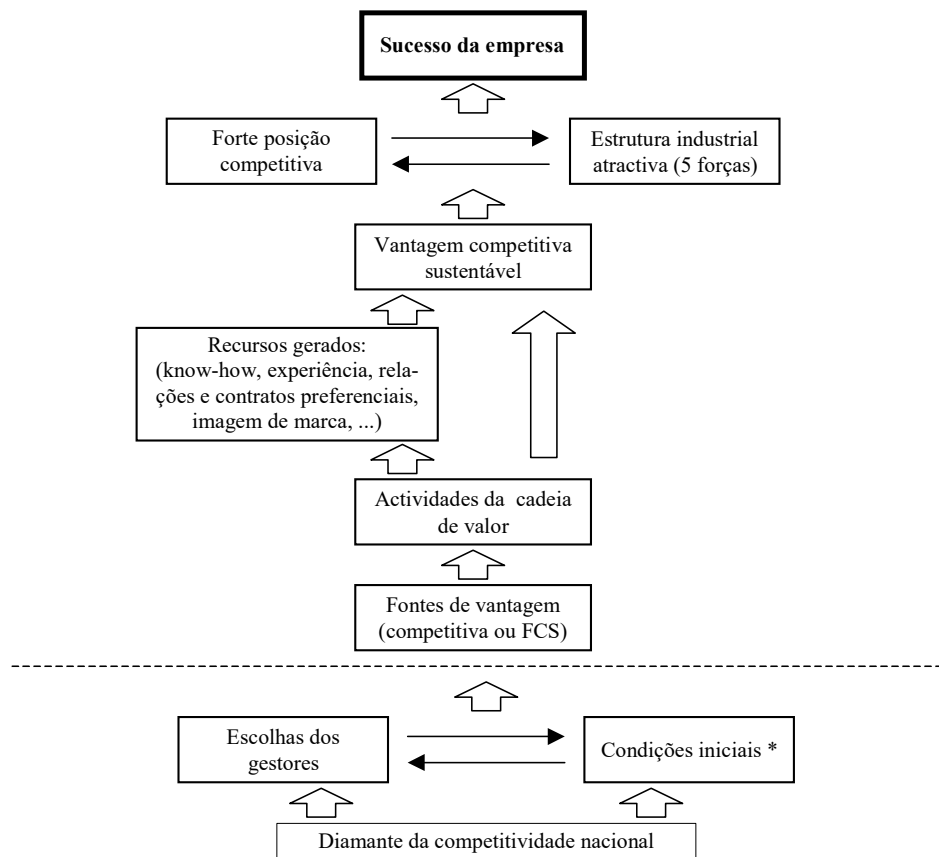 Sucesso da empresa
Forte posição
competitiva
Estrutura industrial
atractiva (5 forças)
Vantagem competitiva
sustentável
Recursos gerados:
(know-how, experiência, rela-
ções e contratos preferenciais,
imagem de marca, ...)
Actividades da cadeia
de valor
Fontes de vantagem
(competitiva ou FCS)
Escolhas dos
gestores
Condições iniciais *
Diamante da competitividade nacional